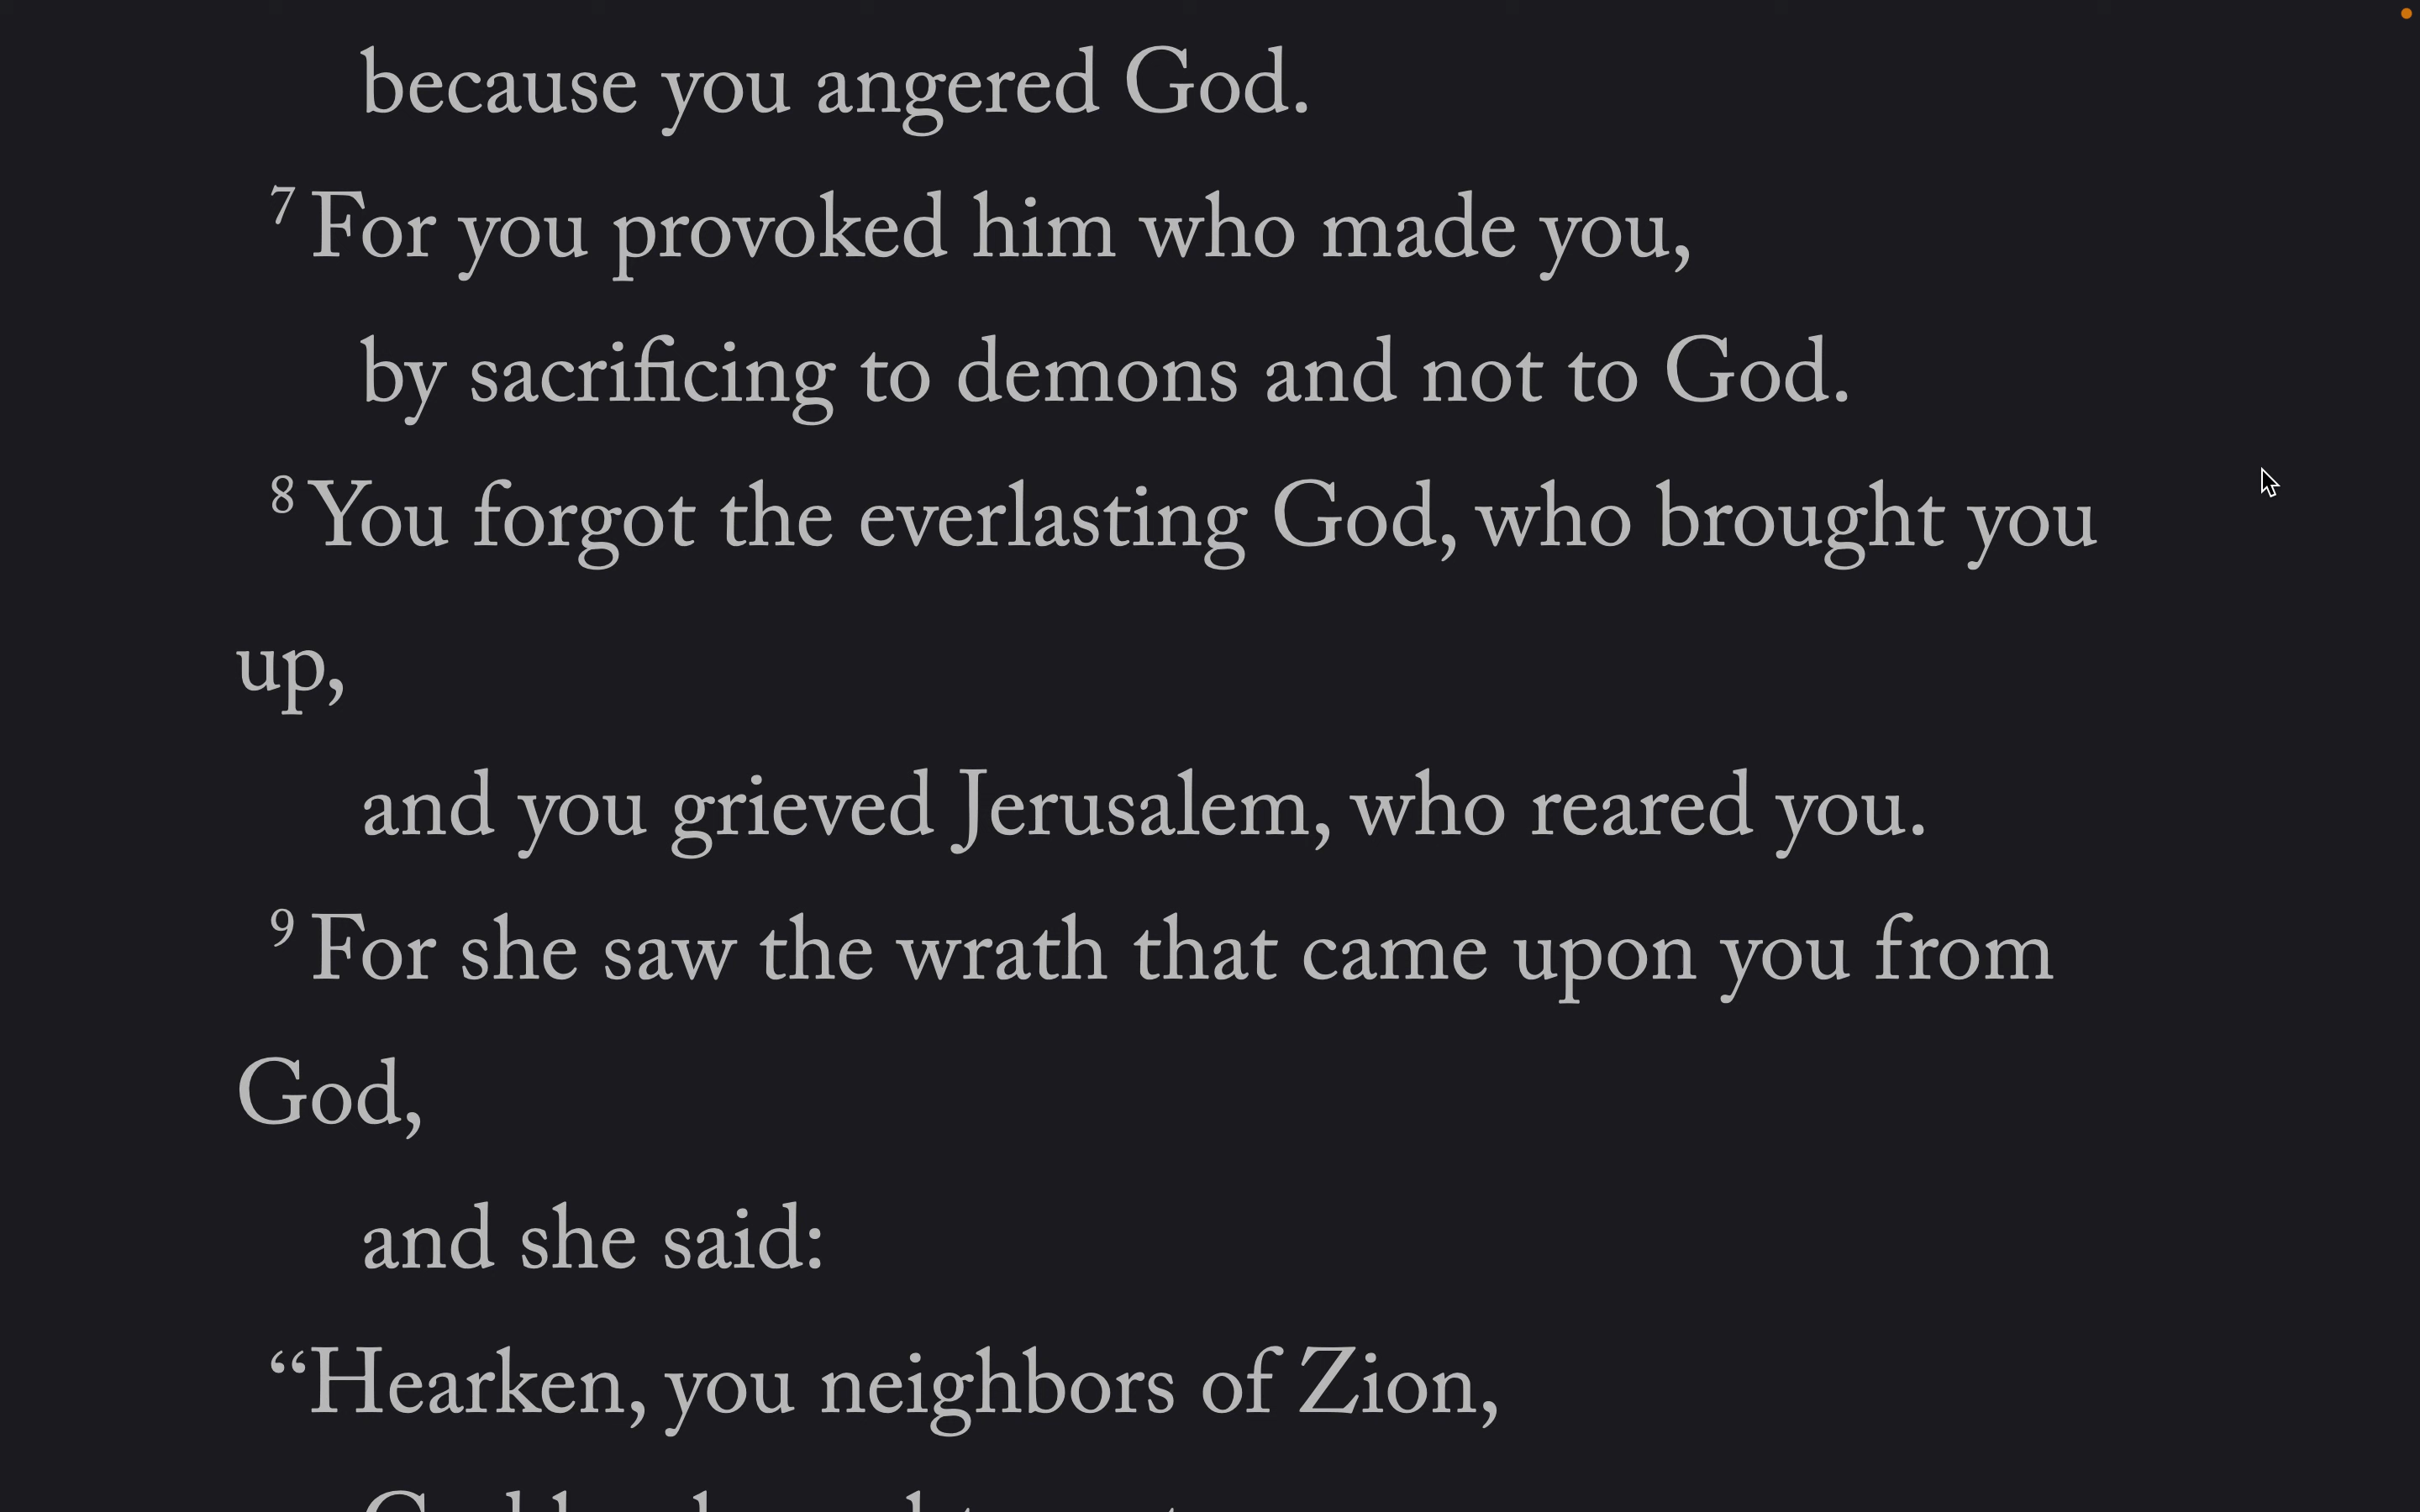 because you angered God.
7 For you provoked him who made you,
by sacrificing to demons and not to God.
8 You forgot the everlasting God, who brought you
up,
and you grieved Jerusalem, who reared you.
9 For she saw the wrath that came upon you from
God,
and she said:
“Hearken, you neighbors of Zion,